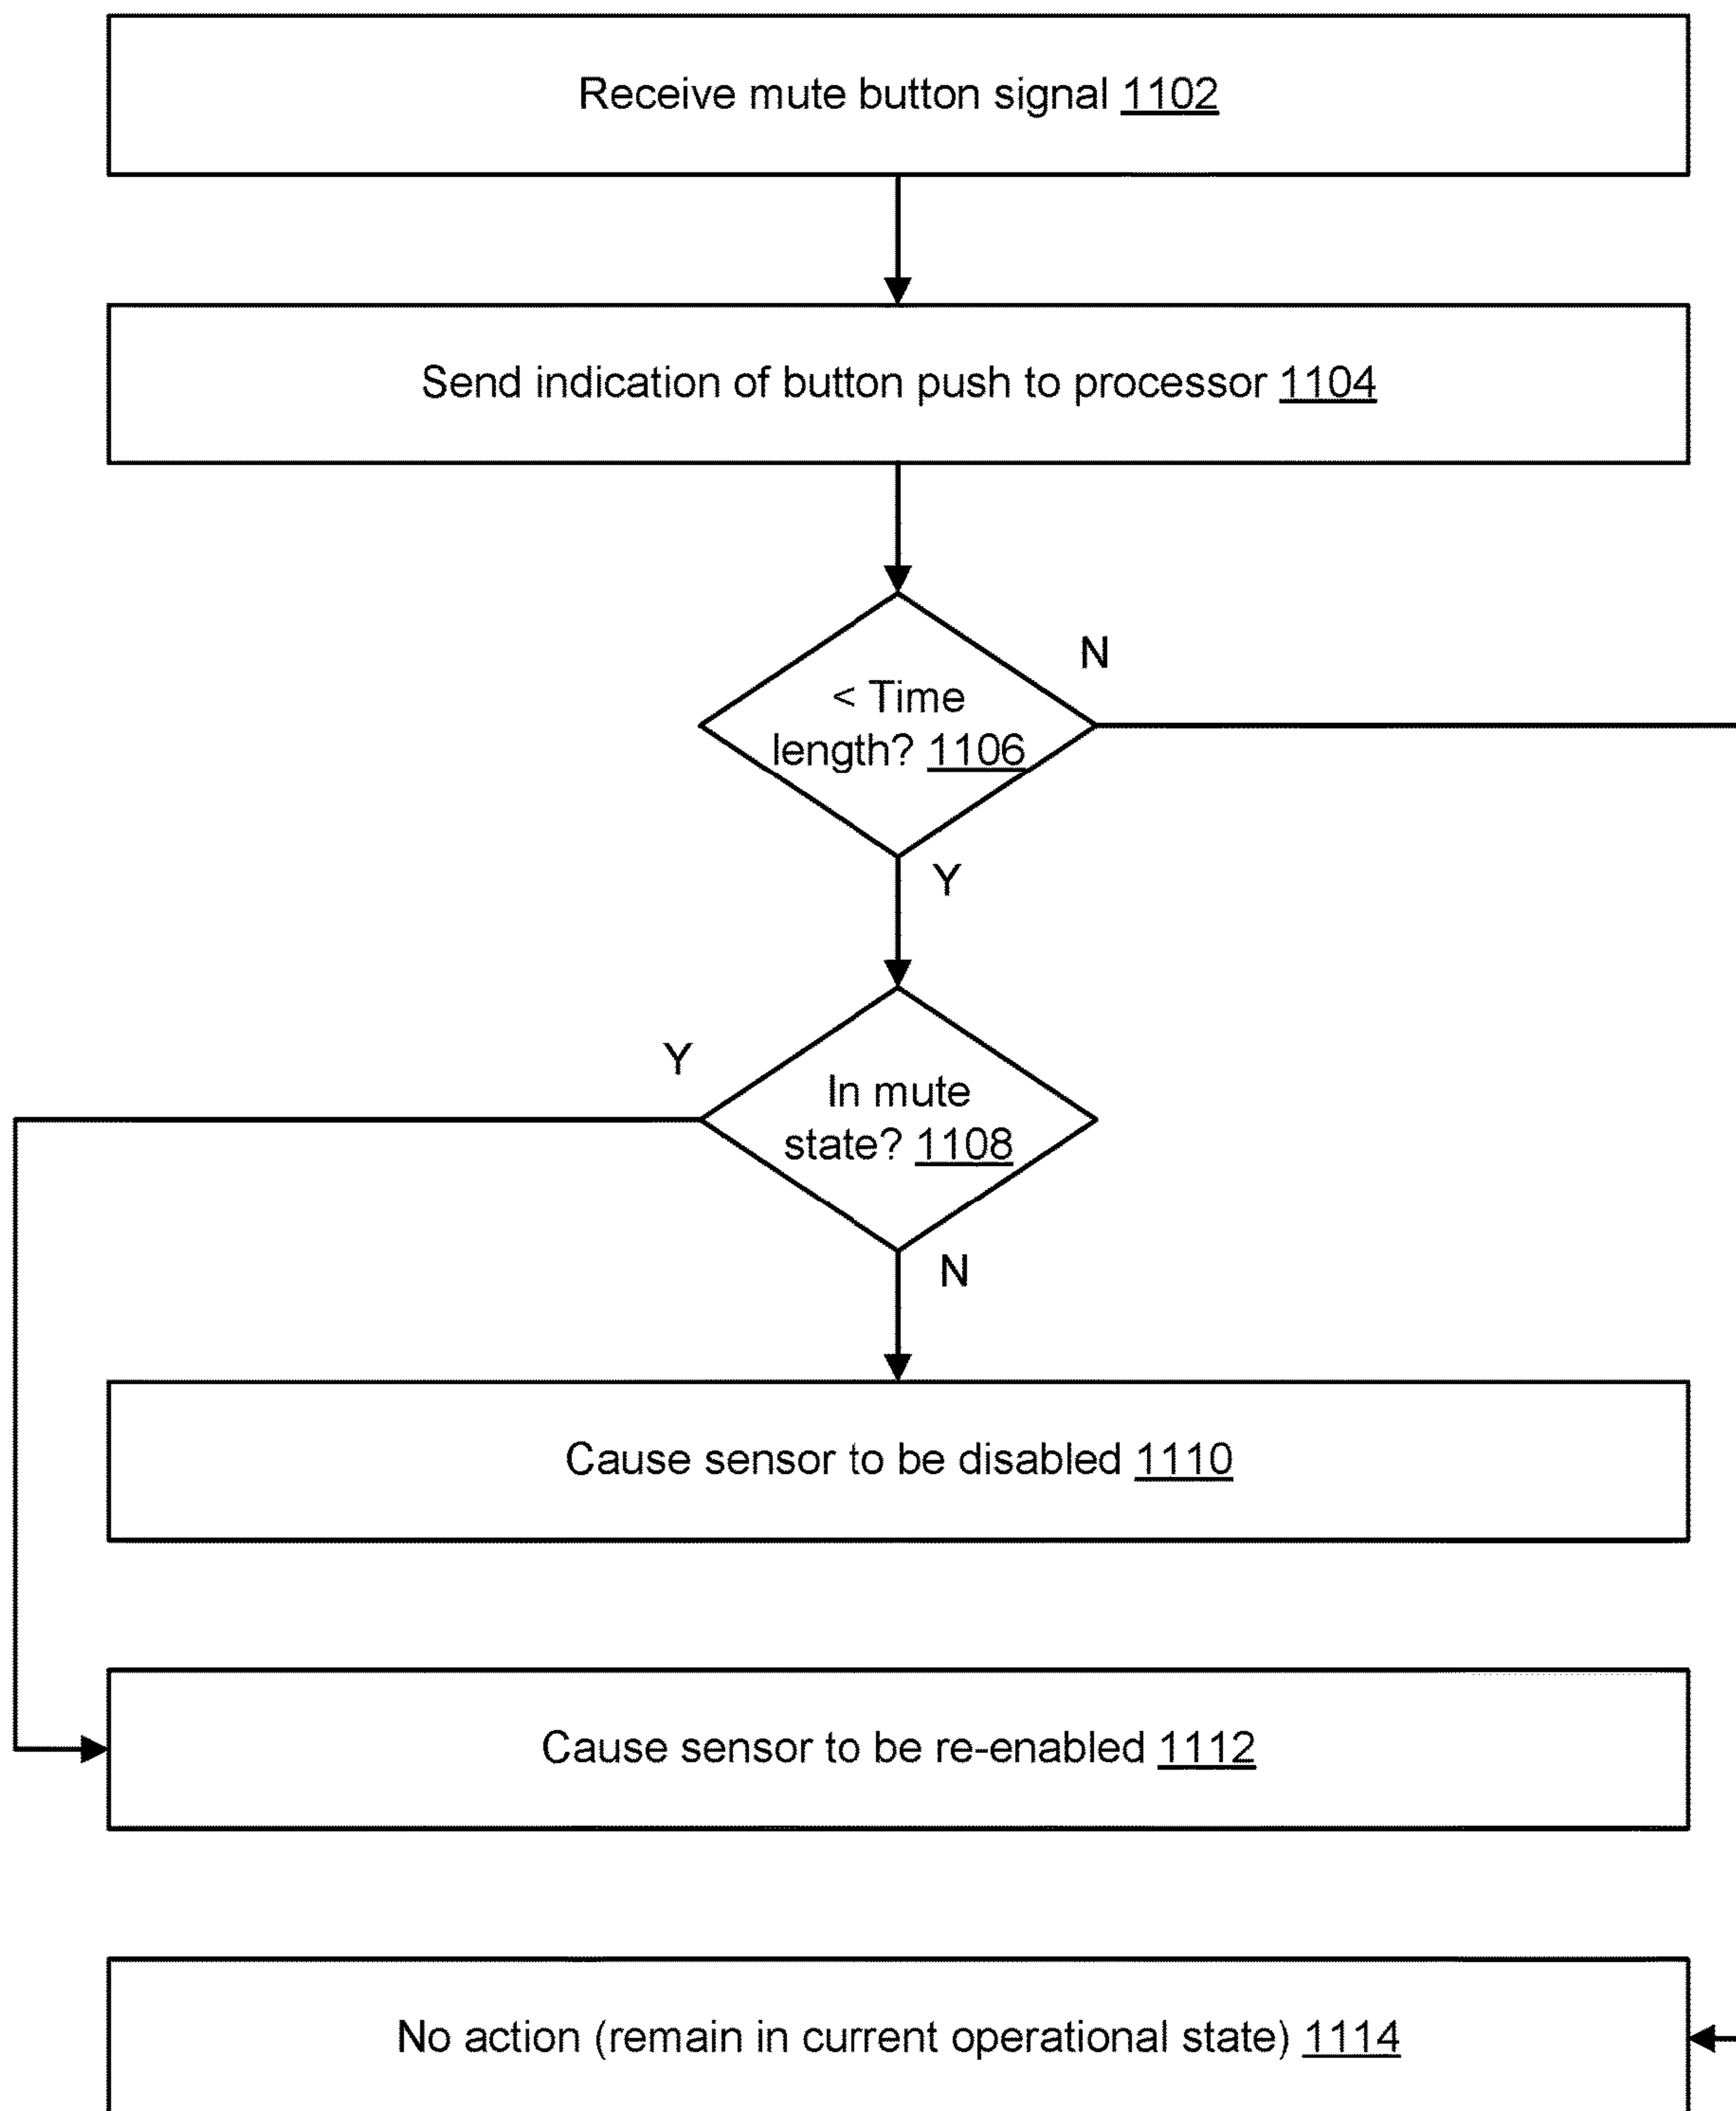 Receive mute button signal 1102
Send indication of button push to processor 1104
N
< Time
length? 1106
Y
Y
In mute
state? 1108
N
Cause sensor to be disabled 1110
Cause sensor to be re-enabled 1112
No action (remain in current operational state) 1114